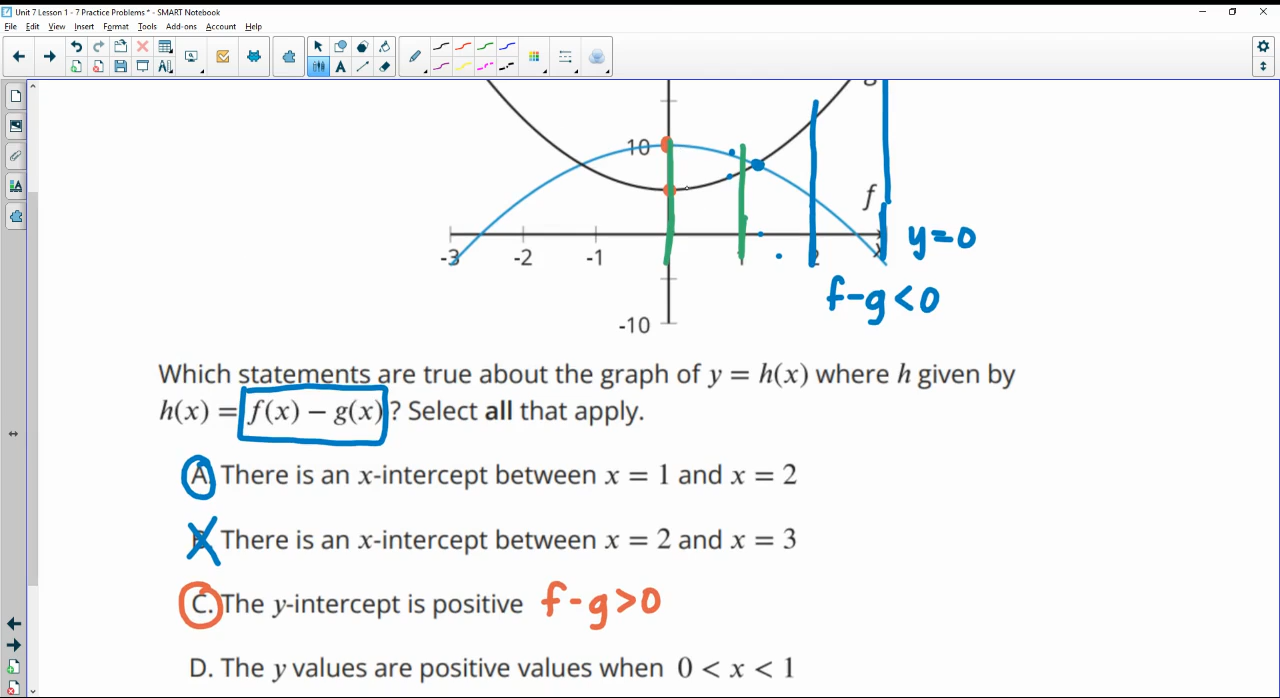 Unit 7 Lesson 1 - 7 Practice Problems * - SMART Notebook
File Edit View Insert Format Tools Add-ons Account Help
10
f
-3 -2 -1 1 2 x
y=0
f-g<0
-10
Which statements are true about the graph of y = h(x) where h given by
h(x) = f(x) − g(x)? Select all that apply.
A. There is an x-intercept between x = 1 and x = 2
B. There is an x-intercept between x = 2 and x = 3
C. The y-intercept is positive f-g>0
D. The y values are positive values when 0 < x < 1